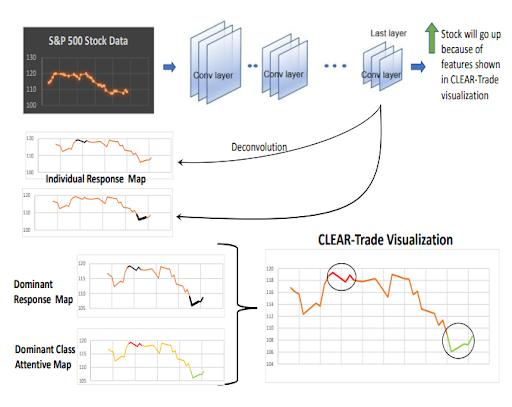 S&P 500 Stock Data
130
120
110
100
Conv layer
Conv layer
Last layer
Conv layer
Stock will go up
because of
features shown
in CLEAR-Trade
visualization
Deconvolution
120
110
100
Individual Response Map
120
110
100
CLEAR-Trade Visualization
Dominant
Response Map
120
115
110
105
Dominant Class
Attentive Map
120
115
110
105
120
118
116
114
112
110
108
106
104